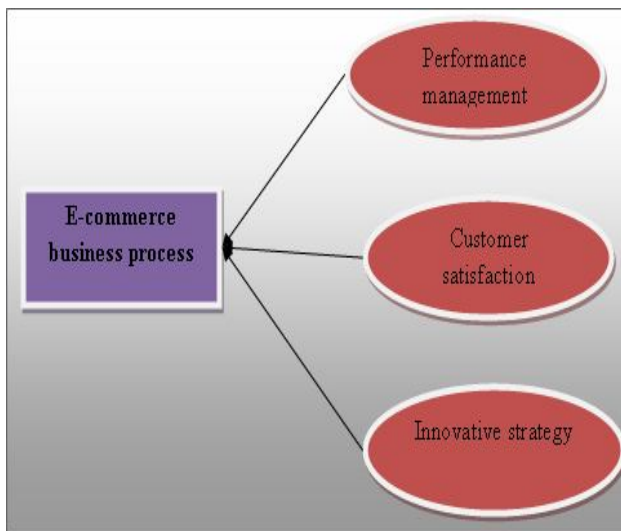 Performance
management
E-commerce
business process
Customer
satisfaction
Innovative strategy